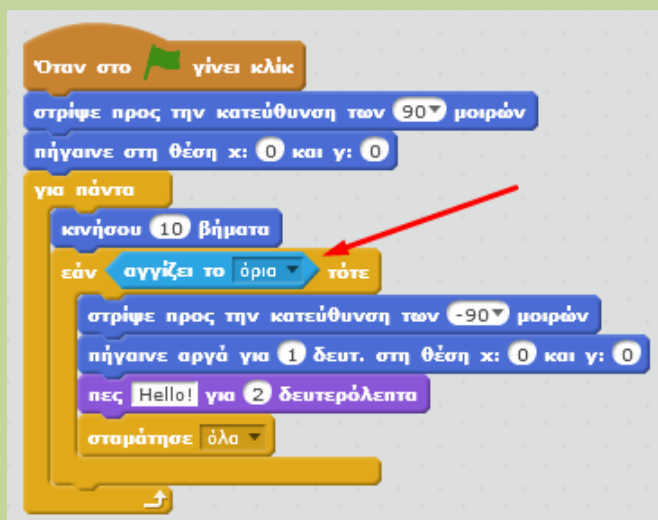 Όταν στο γίνει κλίκ
στρίψε προς την κατεύθυνση των 90 μοιρών
πήγαινε στη θέση x: 0 και y: 0
για πάντα
κινήσου 10 βήματα
εάν αγγίζει το όρια τότε
στρίψε προς την κατεύθυνση των -90 μοιρών
πήγαινε αργά για 1 δευτ. στη θέση x: 0 και y: 0
πες Hello! για 2 δευτερόλεπτα
σταμάτησε όλα